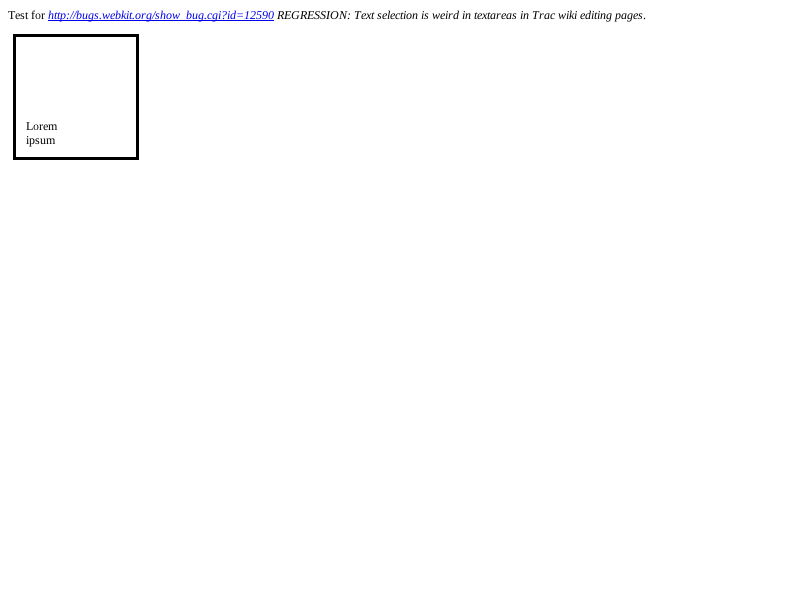 Test for http://bugs.webkit.org/show_bug.cgi?id=12590 REGRESSION: Text selection is weird in textareas in Trac wiki editing pages.
Lorem
ipsum